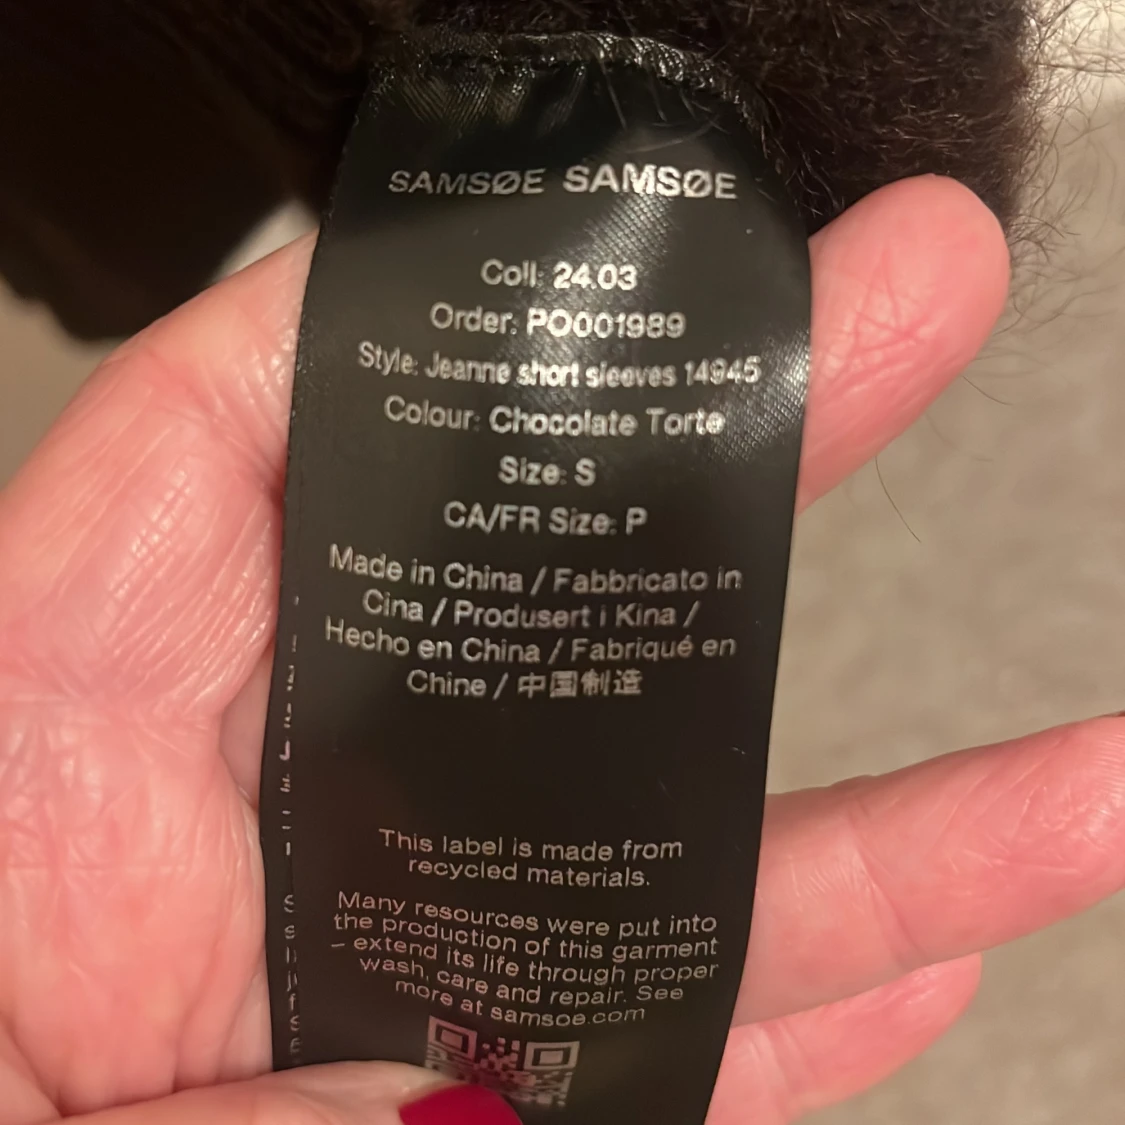 SAMSØE SAMSØE
Coll: 24.03
Order: PO001989
Style: Jeanne short sleeves 14945
Colour: Chocolate Torte
Size: S
CA/FR Size: P
Made in China / Fabbricato in
Cina / Produsert i Kina /
Hecho en China / Fabriqué en
Chine / 中国制造
This label is made from
recycled materials.
Many resources were put into
the production of this garment
– extend its life through proper
wash, care and repair. See
more at samsoe.com